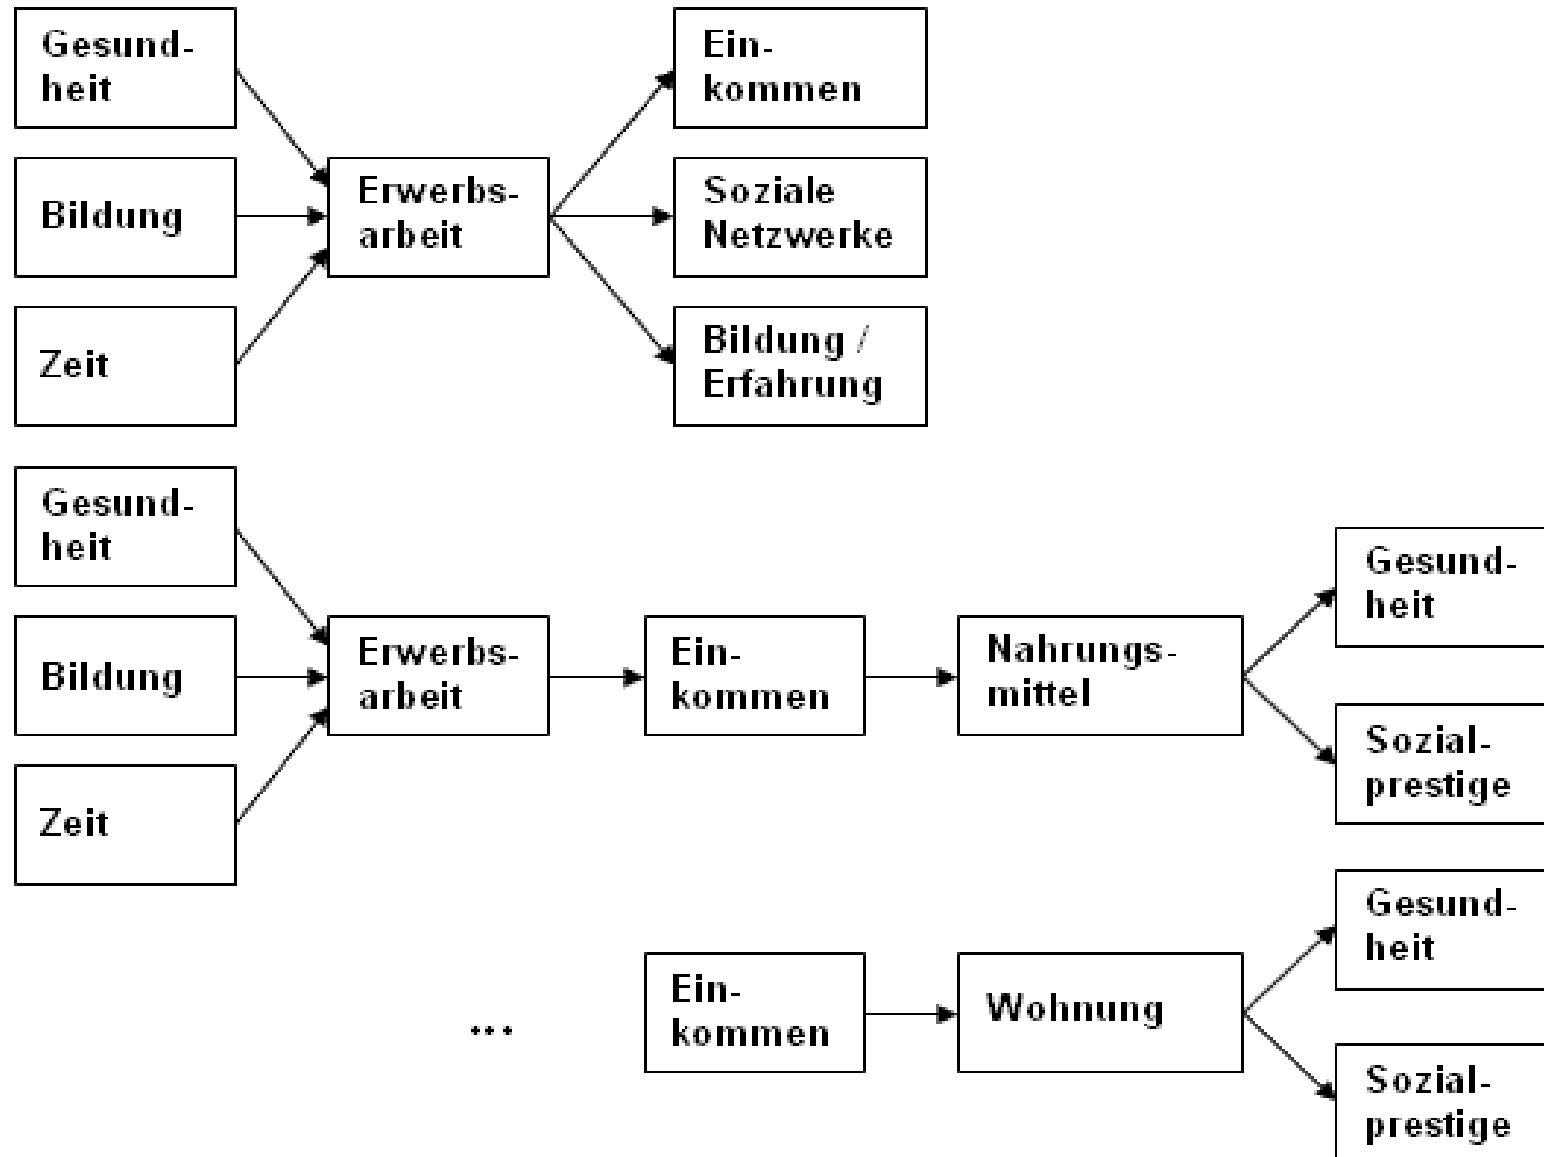 Gesund-
heit
Bildung
Zeit
Erwerbs-
arbeit
Ein-
kommen
Soziale
Netzwerke
Bildung /
Erfahrung
Gesund-
heit
Bildung
Zeit
Erwerbs-
arbeit
Ein-
kommen
Nahrungs-
mittel
Gesund-
heit
Sozial-
prestige
...
Ein-
kommen
Wohnung
Gesund-
heit
Sozial-
prestige